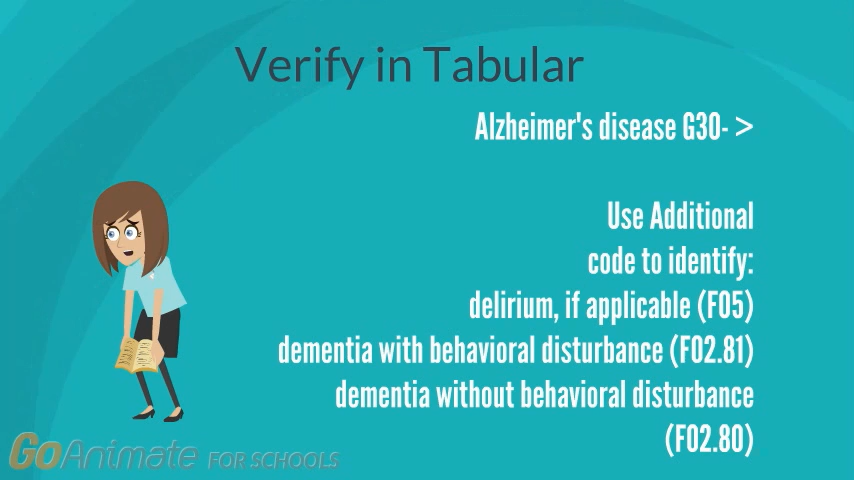 Verify in Tabular
Alzheimer's disease G30- >
Use Additional
code to identify:
delirium, if applicable (F05)
dementia with behavioral disturbance (F02.81)
dementia without behavioral disturbance
(F02.80)
GoAnimate FOR SCHOOLS